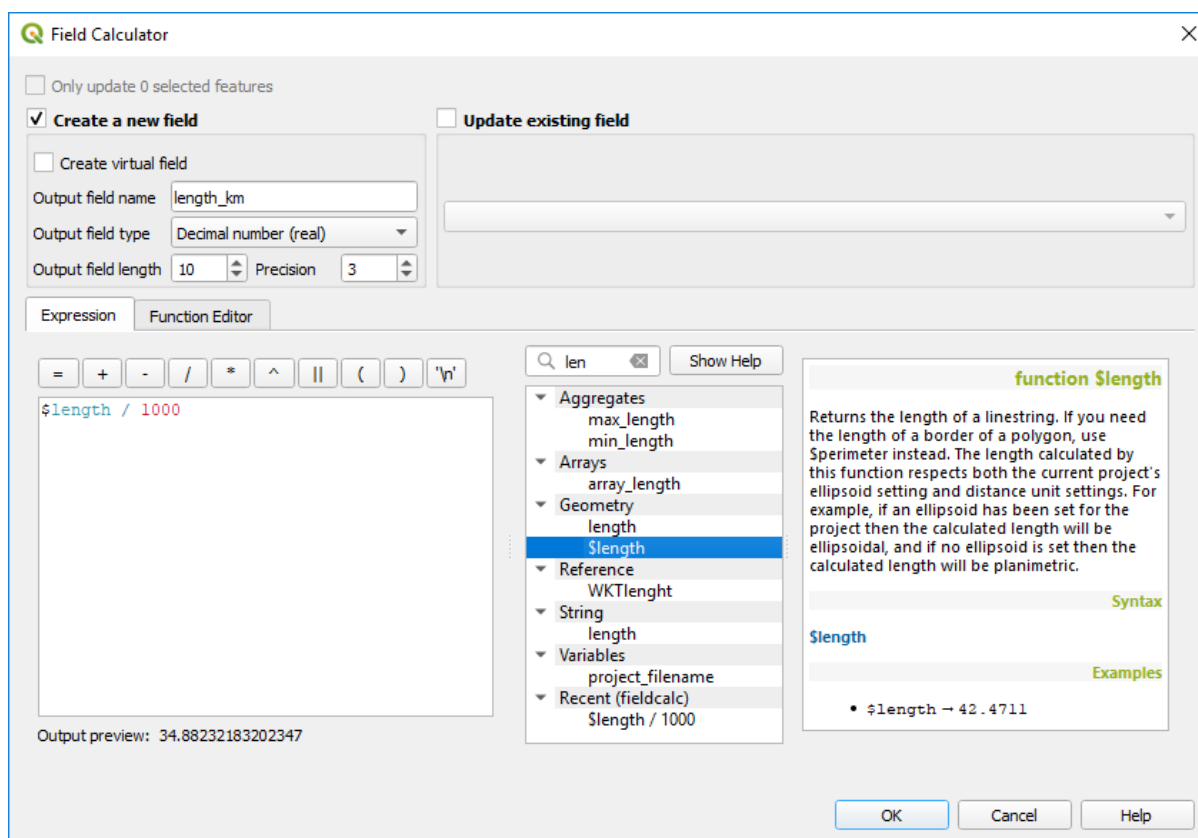 Field Calculator
Only update 0 selected features
Create a new field
Update existing field
Create virtual field
Output field name length_km
Output field type Decimal number (real)
Output field length 10 Precision 3
Expression Function Editor
= + - / * ^ || ( ) '\n'
$length / 1000
Output preview: 34.88232183202347
len Show Help
Aggregates
max_length
min_length
Arrays
array_length
Geometry
length
$length
Reference
WKTlenght
String
length
Variables
project_filename
Recent (fieldcalc)
$length / 1000
function $length
Returns the length of a linestring. If you need
the length of a border of a polygon, use
$perimeter instead. The length calculated by
this function respects both the current project's
ellipsoid setting and distance unit settings. For
example, if an ellipsoid has been set for the
project then the calculated length will be
ellipsoidal, and if no ellipsoid is set then the
calculated length will be planimetric.
Syntax
$length
Examples
• $length → 42.4711
OK Cancel Help